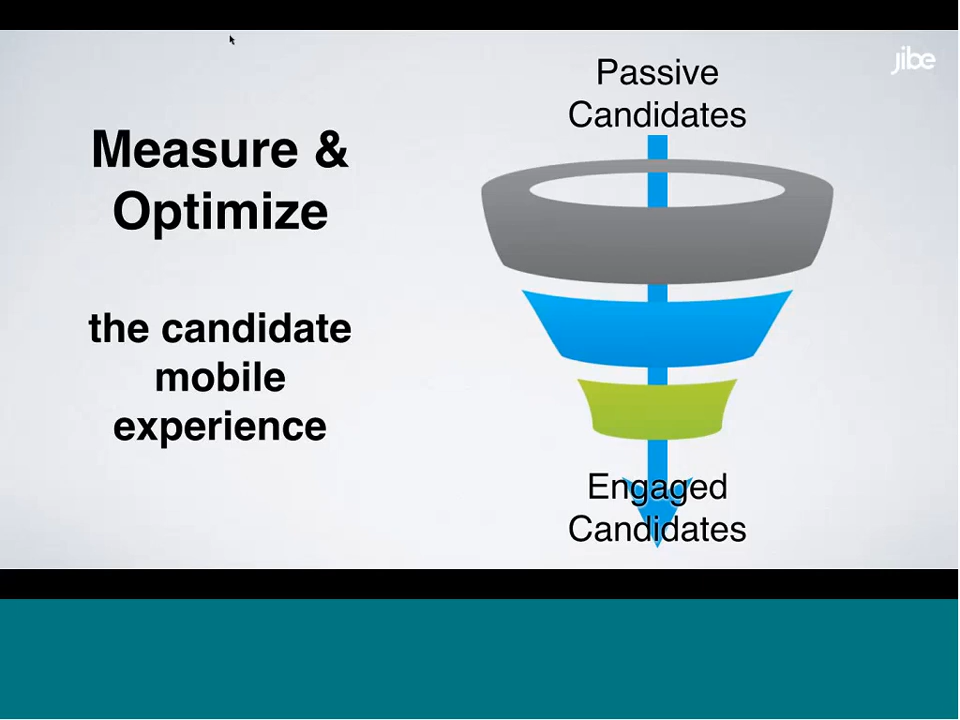 jibe
Measure &
Optimize
the candidate
mobile
experience
Passive
Candidates
Engaged
Candidates